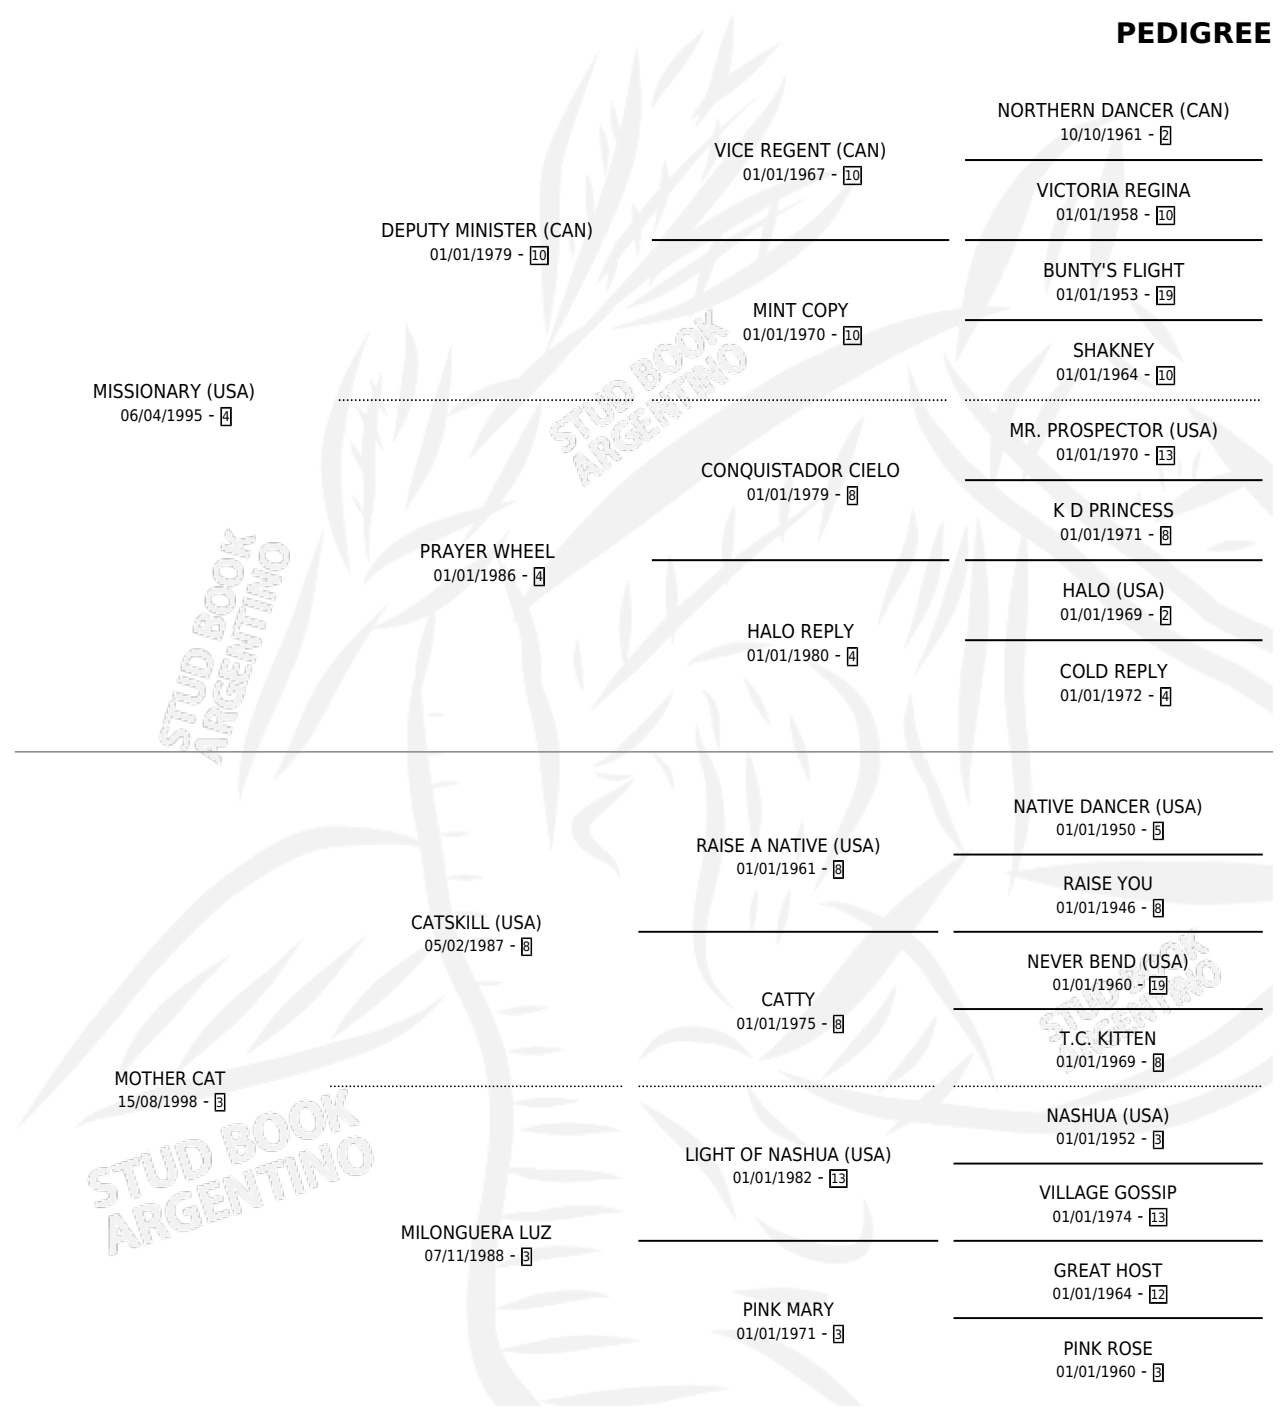 PEDIGREE
NORTHERN DANCER (CAN)
10/10/1961 - 2
VICE REGENT (CAN)
01/01/1967 - 10
VICTORIA REGINA
01/01/1958 - 10
DEPUTY MINISTER (CAN)
01/01/1979 - 10
BUNTY'S FLIGHT
01/01/1953 - 19
MINT COPY
01/01/1970 - 10
SHAKNEY
01/01/1964 - 10
MISSIONARY (USA)
06/04/1995 - 4
MR. PROSPECTOR (USA)
01/01/1970 - 13
CONQUISTADOR CIELO
01/01/1979 - 8
K D PRINCESS
01/01/1971 - 8
PRAYER WHEEL
01/01/1986 - 4
HALO (USA)
01/01/1969 - 2
HALO REPLY
01/01/1980 - 4
COLD REPLY
01/01/1972 - 4
NATIVE DANCER (USA)
01/01/1950 - 5
RAISE A NATIVE (USA)
01/01/1961 - 8
RAISE YOU
01/01/1946 - 8
CATSKILL (USA)
05/02/1987 - 8
NEVER BEND (USA)
01/01/1960 - 19
CATTY
01/01/1975 - 8
T.C. KITTEN
01/01/1969 - 8
MOTHER CAT
15/08/1998 - 3
NASHUA (USA)
01/01/1952 - 3
LIGHT OF NASHUA (USA)
01/01/1982 - 13
VILLAGE GOSSIP
01/01/1974 - 13
MILONGUERA LUZ
07/11/1988 - 3
GREAT HOST
01/01/1964 - 12
PINK MARY
01/01/1971 - 3
PINK ROSE
01/01/1960 - 3
STUD BOOK
ARGENTINO
STUD BOOK
ARGENTINO
STUD BOOK
ARGENTINO
STUD BOOK
ARGENTINO